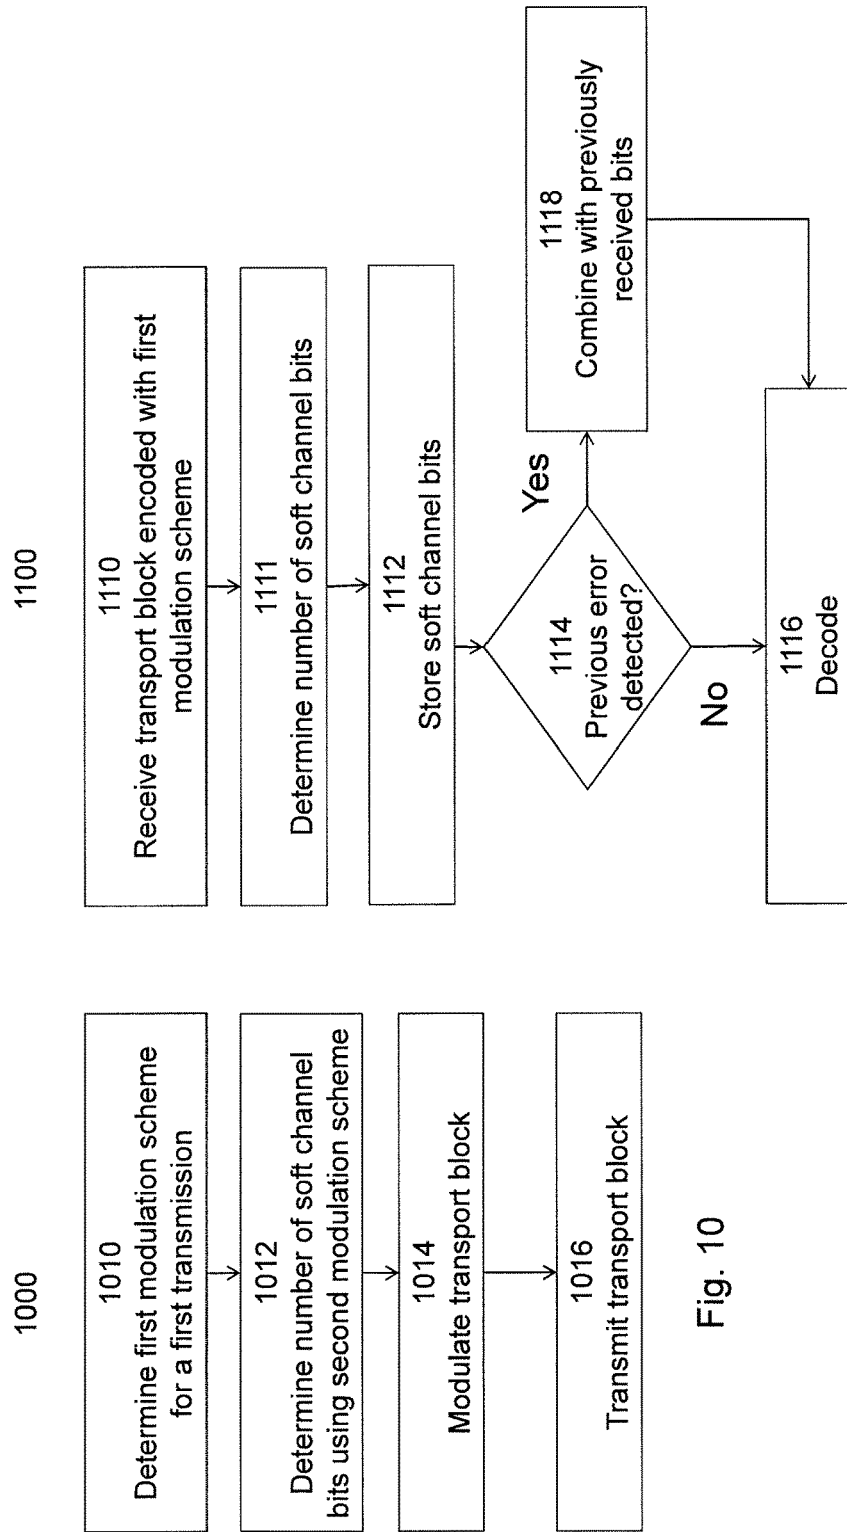 1000
1010
Determine first modulation scheme
for a first transmission
1012
Determine number of soft channel
bits using second modulation scheme
1014
Modulate transport block
1016
Transmit transport block
Fig. 10
1100
1110
Receive transport block encoded with first
modulation scheme
1111
Determine number of soft channel bits
1112
Store soft channel bits
1114
Previous error
detected?
Yes
No
1118
Combine with previously
received bits
1116
Decode